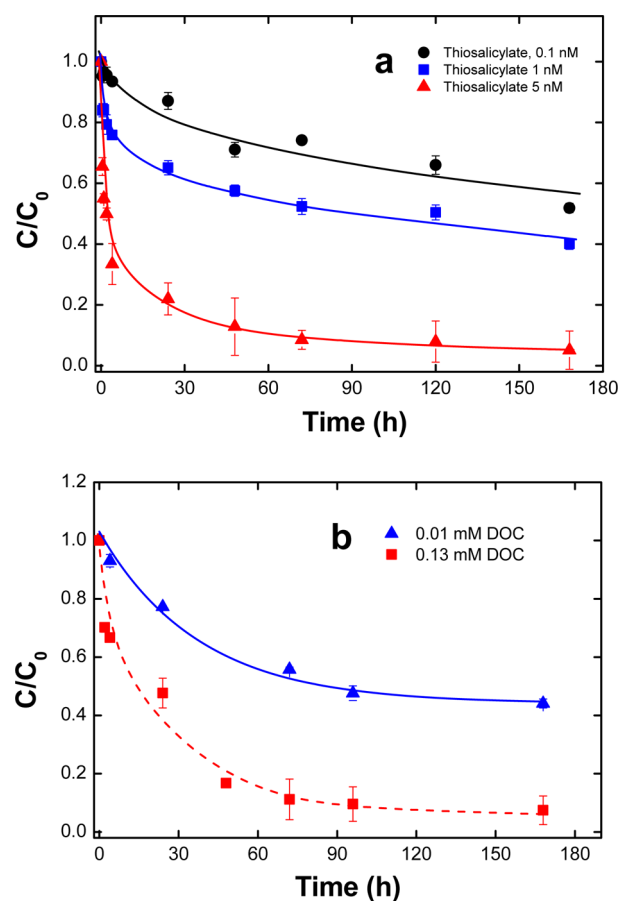 a
Thiosalicylate, 0.1 nM
Thiosalicylate 1 nM
Thiosalicylate 5 nM
1.0
0.8
0.6
0.4
0.2
0.0
C/C0
0 30 60 90 120 150 180
Time (h)
b
0.01 mM DOC
0.13 mM DOC
1.2
1.0
0.8
0.6
0.4
0.2
0.0
C/C0
0 30 60 90 120 150 180
Time (h)